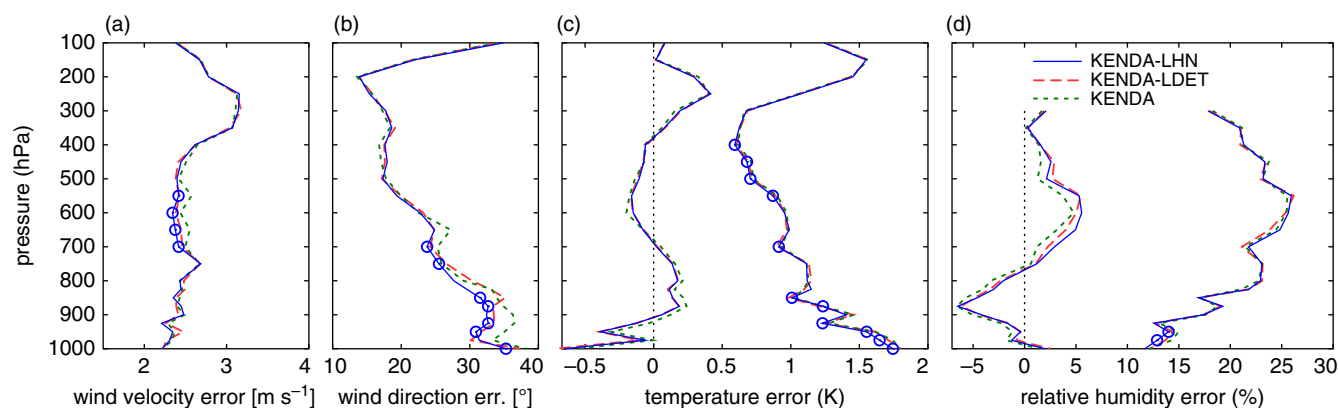 (a) (b) (c) (d)
100
200
300
400
500
600
700
800
900
1000
pressure (hPa)
KENDA-LHN
KENDA-LDET
KENDA
2 3 4 10 20 30 40 −0.5 0 0.5 1 1.5 2 −5 0 5 10 15 20 25 30
wind velocity error [m s⁻¹] wind direction err. [°] temperature error (K) relative humidity error (%)